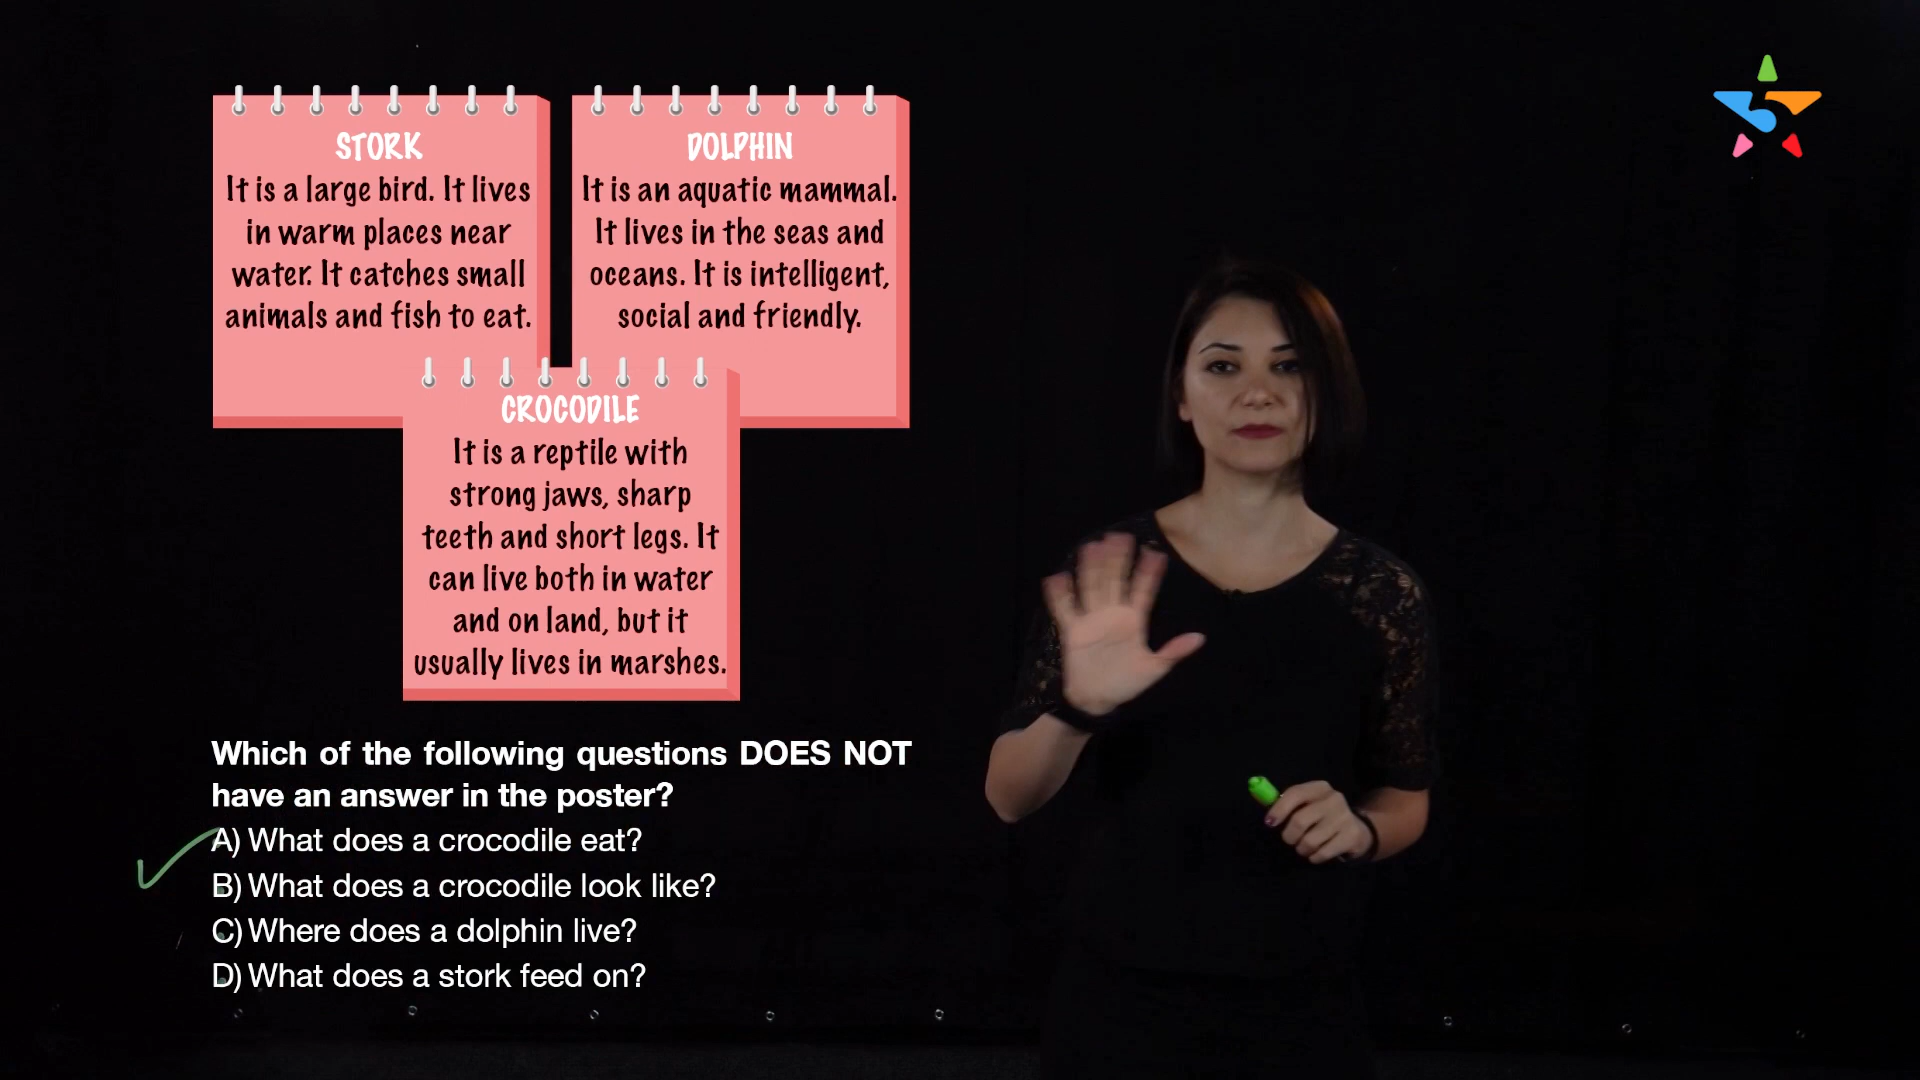 STORK
It is a large bird. It lives
in warm places near
water. It catches small
animals and fish to eat.
DOLPHIN
It is an aquatic mammal.
It lives in the seas and
oceans. It is intelligent,
social and friendly.
CROCODILE
It is a reptile with
strong jaws, sharp
teeth and short legs. It
can live both in water
and on land, but it
usually lives in marshes.
Which of the following questions DOES NOT
have an answer in the poster?
A) What does a crocodile eat?
B) What does a crocodile look like?
C) Where does a dolphin live?
D) What does a stork feed on?
5